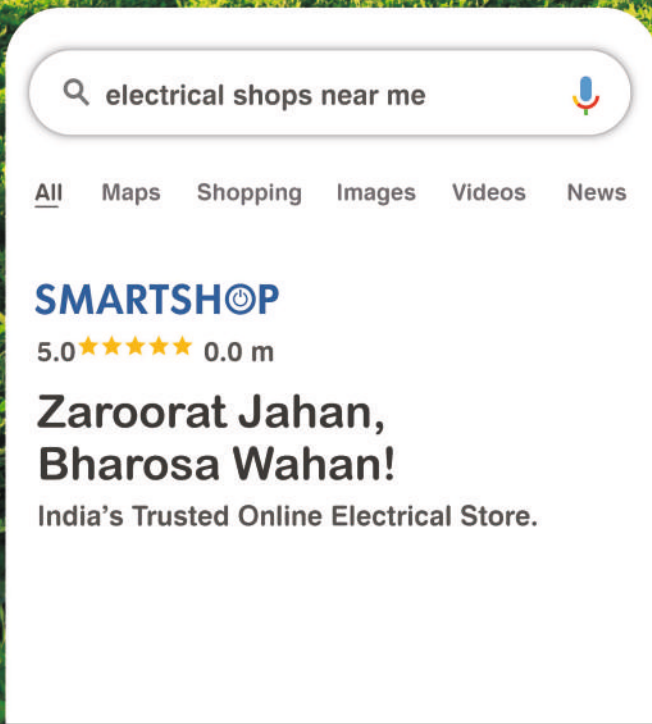 electrical shops near me
All Maps Shopping Images Videos News
SMARTSHOP
5.0 ★★★★★ 0.0 m
Zaroorat Jahan,
Bharosa Wahan!
India's Trusted Online Electrical Store.